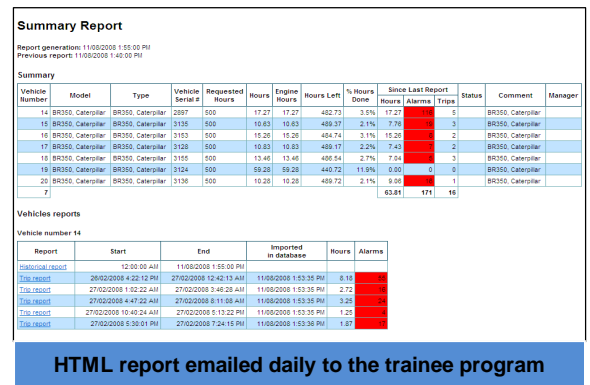 Summary Report
Report generation: 11/08/2008 1:55:00 PM
Previous report: 11/08/2008 1:40:00 PM
Summary
Vehicle Number Model Type Vehicle Serial # Requested Hours Hours Engine Hours Hours Left % Hours Done Since Last Report Hours Alarms Trips Status Comment Manager
14 BR350, Caterpillar BR350, Caterpillar 2897 500 17.27 17.27 482.73 3.5% 17.27 5 BR350, Caterpillar
15 BR350, Caterpillar BR350, Caterpillar 3135 500 10.63 10.63 489.37 2.1% 7.76 3 BR350, Caterpillar
16 BR350, Caterpillar BR350, Caterpillar 3153 500 15.26 15.26 484.74 3.1% 15.26 2 BR350, Caterpillar
17 BR350, Caterpillar BR350, Caterpillar 3128 500 10.83 10.83 489.17 2.2% 7.43 2 BR350, Caterpillar
18 BR350, Caterpillar BR350, Caterpillar 3155 500 13.46 13.46 486.54 2.7% 7.04 3 BR350, Caterpillar
19 BR350, Caterpillar BR350, Caterpillar 3124 500 59.28 59.28 440.72 11.9% 0.00 0 0 BR350, Caterpillar
20 BR350, Caterpillar BR350, Caterpillar 3136 500 10.28 10.28 489.72 2.1% 9.06 1 BR350, Caterpillar
7 63.81 171 16
Vehicles reports
Vehicle number 14
Report Start End Imported in database Hours Alarms
Historical report 12:00:00 AM 11/08/2008 1:55:00 PM
Trip report 26/02/2008 4:22:12 PM 27/02/2008 12:42:13 AM 11/08/2008 1:53:35 PM 8.18
Trip report 27/02/2008 1:02:22 AM 27/02/2008 3:46:28 AM 11/08/2008 1:53:35 PM 2.72
Trip report 27/02/2008 4:47:22 AM 27/02/2008 8:11:08 AM 11/08/2008 1:53:35 PM 3.25
Trip report 27/02/2008 10:40:24 AM 27/02/2008 5:13:22 PM 11/08/2008 1:53:35 PM 1.25
Trip report 27/02/2008 5:30:01 PM 27/02/2008 7:24:15 PM 11/08/2008 1:53:36 PM 1.87
HTML report emailed daily to the trainee program